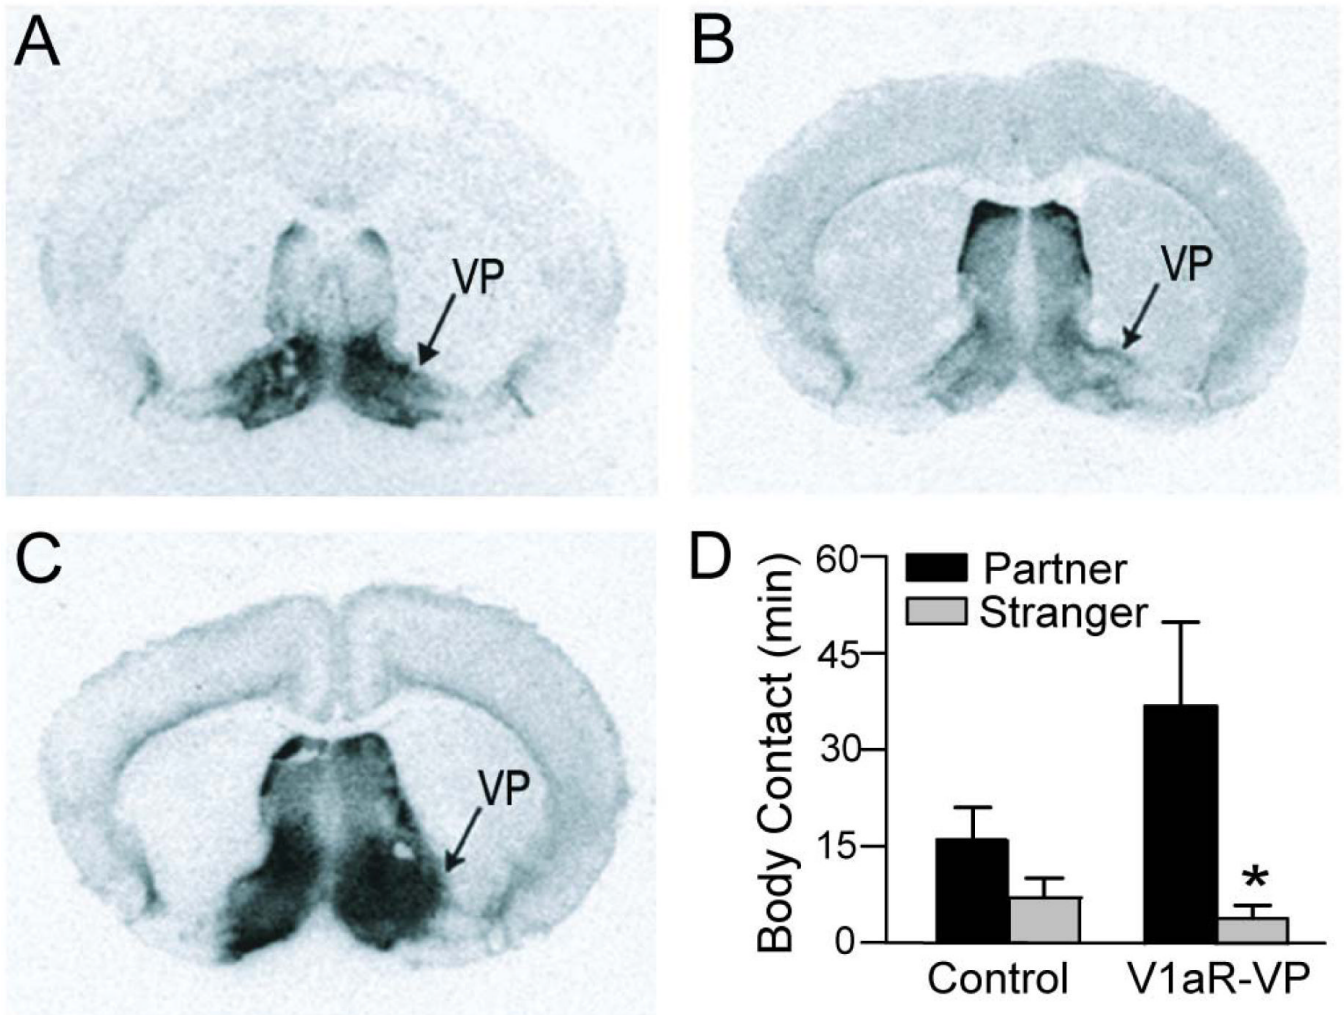 A
VP
B
VP
C
VP
D
Body Contact (min)
60
45
30
15
0
Partner
Stranger
*
Control
V1aR-VP